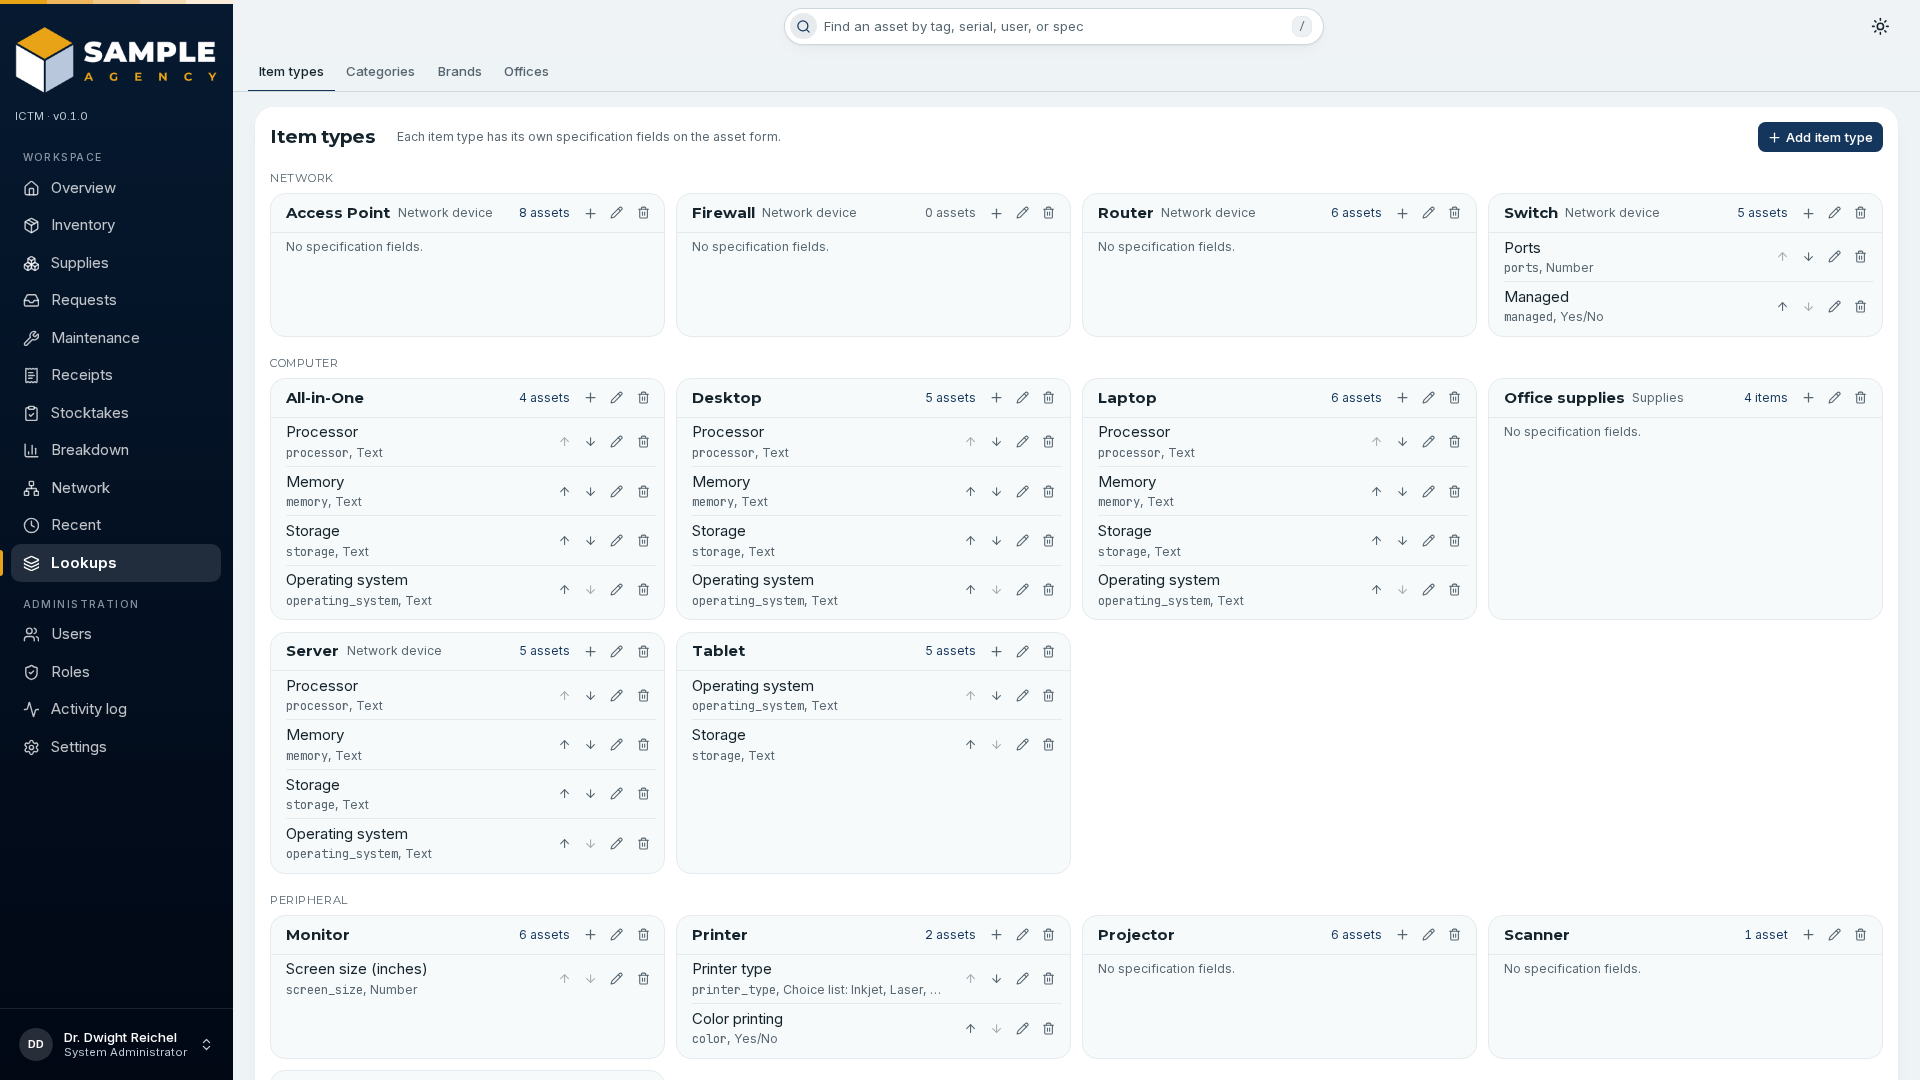 SAMPLE
AGENCY
ICTM · v0.1.0
WORKSPACE
Overview
Inventory
Supplies
Requests
Maintenance
Receipts
Stocktakes
Breakdown
Network
Recent
Lookups
ADMINISTRATION
Users
Roles
Activity log
Settings
DD
Dr. Dwight Reichel
System Administrator
Find an asset by tag, serial, user, or spec /
Item types Categories Brands Offices
Item types Each item type has its own specification fields on the asset form. Add item type
NETWORK
Access Point Network device 8 assets
No specification fields.
Firewall Network device 0 assets
No specification fields.
Router Network device 6 assets
No specification fields.
Switch Network device 5 assets
Ports
ports, Number
Managed
managed, Yes/No
COMPUTER
All-in-One 4 assets
Processor
processor, Text
Memory
memory, Text
Storage
storage, Text
Operating system
operating_system, Text
Desktop 5 assets
Processor
processor, Text
Memory
memory, Text
Storage
storage, Text
Operating system
operating_system, Text
Laptop 6 assets
Processor
processor, Text
Memory
memory, Text
Storage
storage, Text
Operating system
operating_system, Text
Office supplies Supplies 4 items
No specification fields.
Server Network device 5 assets
Processor
processor, Text
Memory
memory, Text
Storage
storage, Text
Operating system
operating_system, Text
Tablet 5 assets
Operating system
operating_system, Text
Storage
storage, Text
PERIPHERAL
Monitor 6 assets
Screen size (inches)
screen_size, Number
Printer 2 assets
Printer type
printer_type, Choice list: Inkjet, Laser, …
Color printing
color, Yes/No
Projector 6 assets
No specification fields.
Scanner 1 asset
No specification fields.